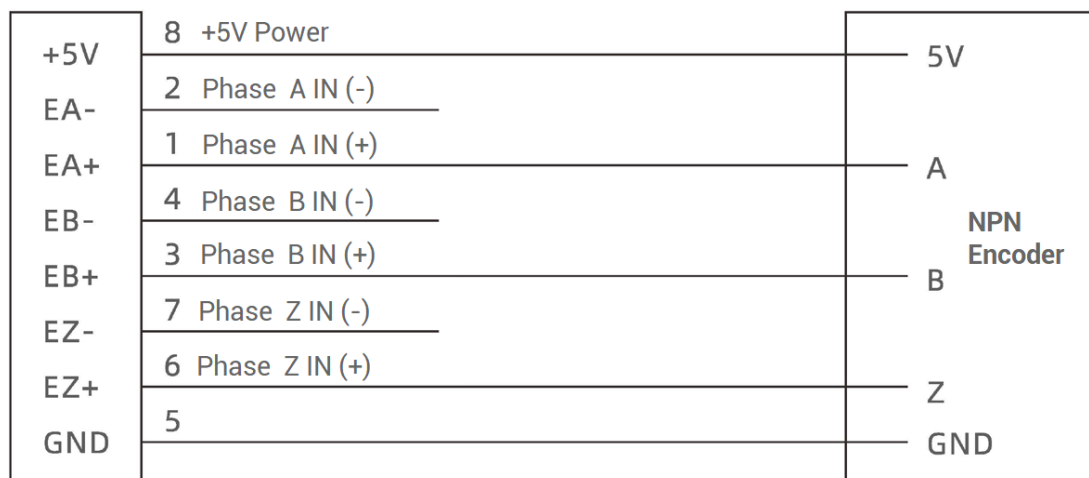 +5V 8 +5V Power 5V
EA- 2 Phase A IN (-)
EA+ 1 Phase A IN (+) A
EB- 4 Phase B IN (-)
EB+ 3 Phase B IN (+) B
NPN
Encoder
EZ- 7 Phase Z IN (-)
EZ+ 6 Phase Z IN (+) Z
GND 5 GND